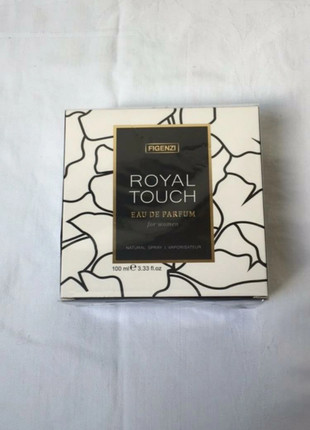 FIGENZI
ROYAL
TOUCH
EAU DE PARFUM
for women
NATURAL SPRAY / VAPORISATEUR
100 ml ℮ 3.33 fl.oz